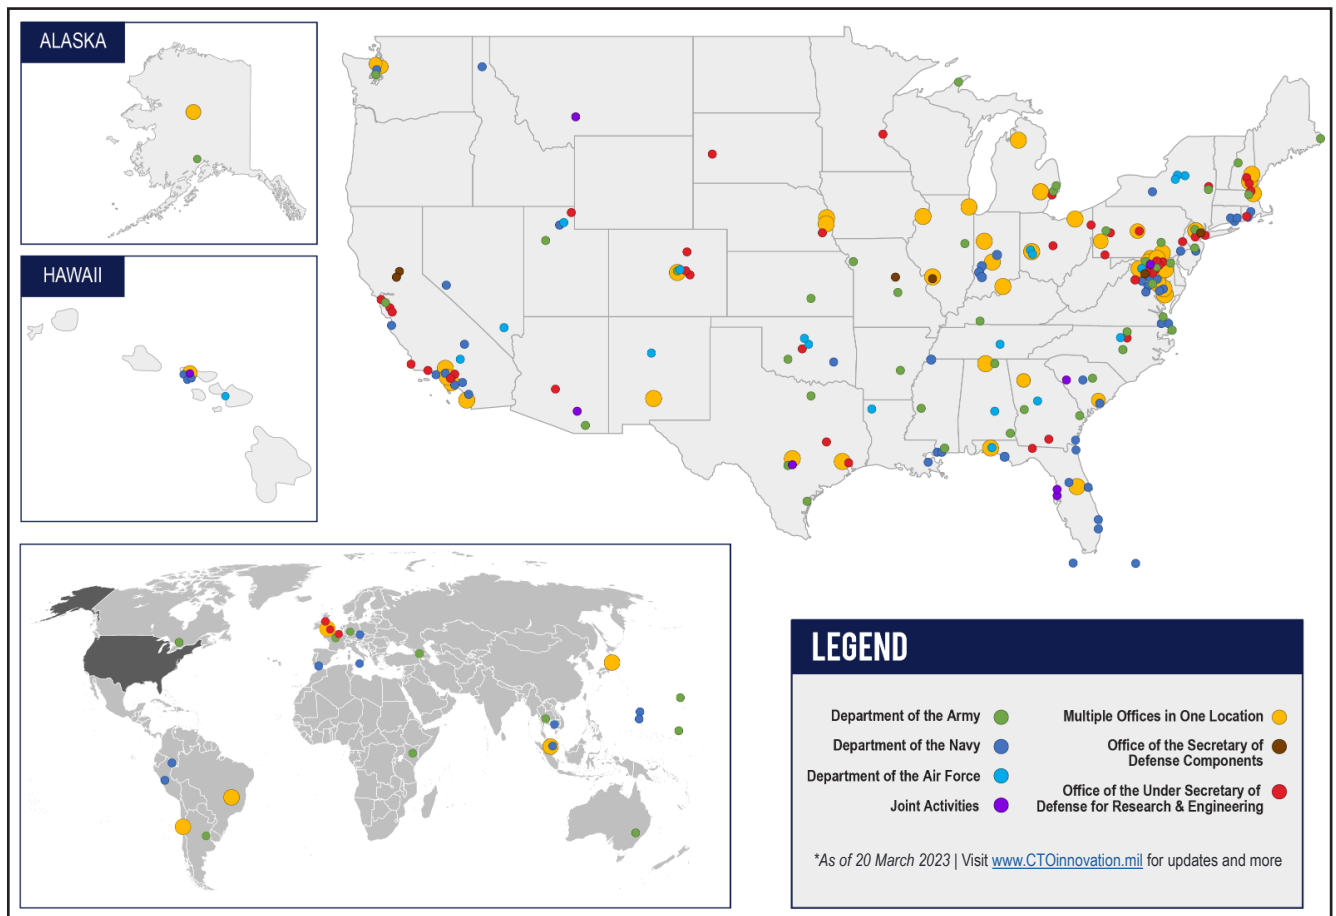 ALASKA
HAWAII
LEGEND
Department of the Army
Department of the Navy
Department of the Air Force
Joint Activities
Multiple Offices in One Location
Office of the Secretary of
Defense Components
Office of the Under Secretary of
Defense for Research & Engineering
*As of 20 March 2023 | Visit www.CTOinnovation.mil for updates and more